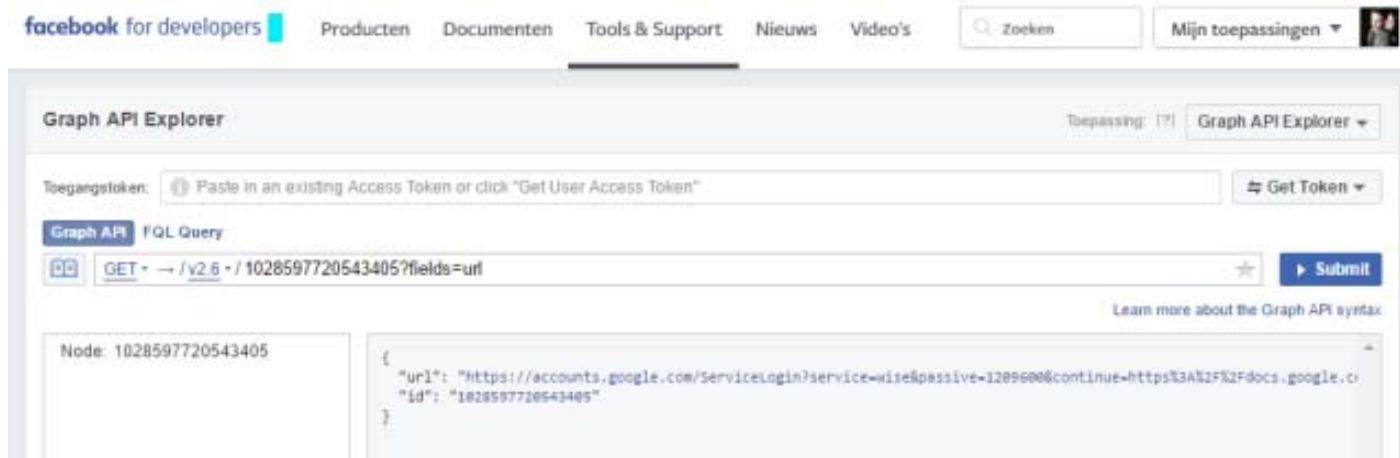 facebook for developers Producten Documenten Tools & Support Nieuws Video's Zoeken Mijn toepassingen
Graph API Explorer Toepassing: [?] Graph API Explorer
Toegangstoken: Paste in an existing Access Token or click "Get User Access Token" Get Token
Graph API FQL Query
GET → / v2.6 / 1028597720543405?fields=url Submit
Learn more about the Graph API syntax
Node: 1028597720543405
{
"url": "https://accounts.google.com/ServiceLogin?service=wise&passive=1209600&continue=https%3A%2F%2Fdocs.google.c
"id": "1028597720543405"
}